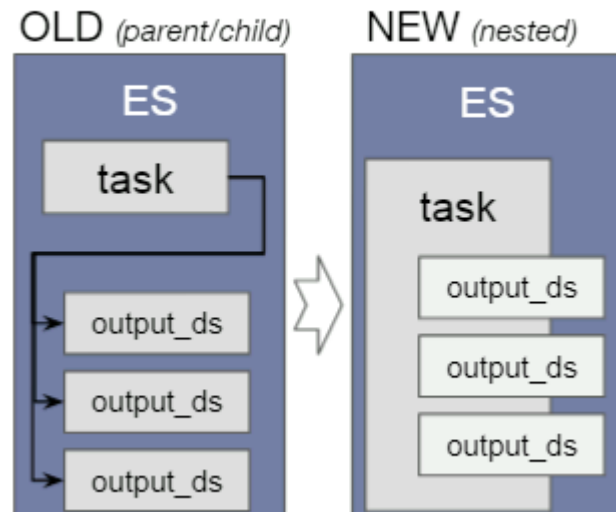 OLD (parent/child)
ES
task
output_ds
output_ds
output_ds
NEW (nested)
ES
task
output_ds
output_ds
output_ds